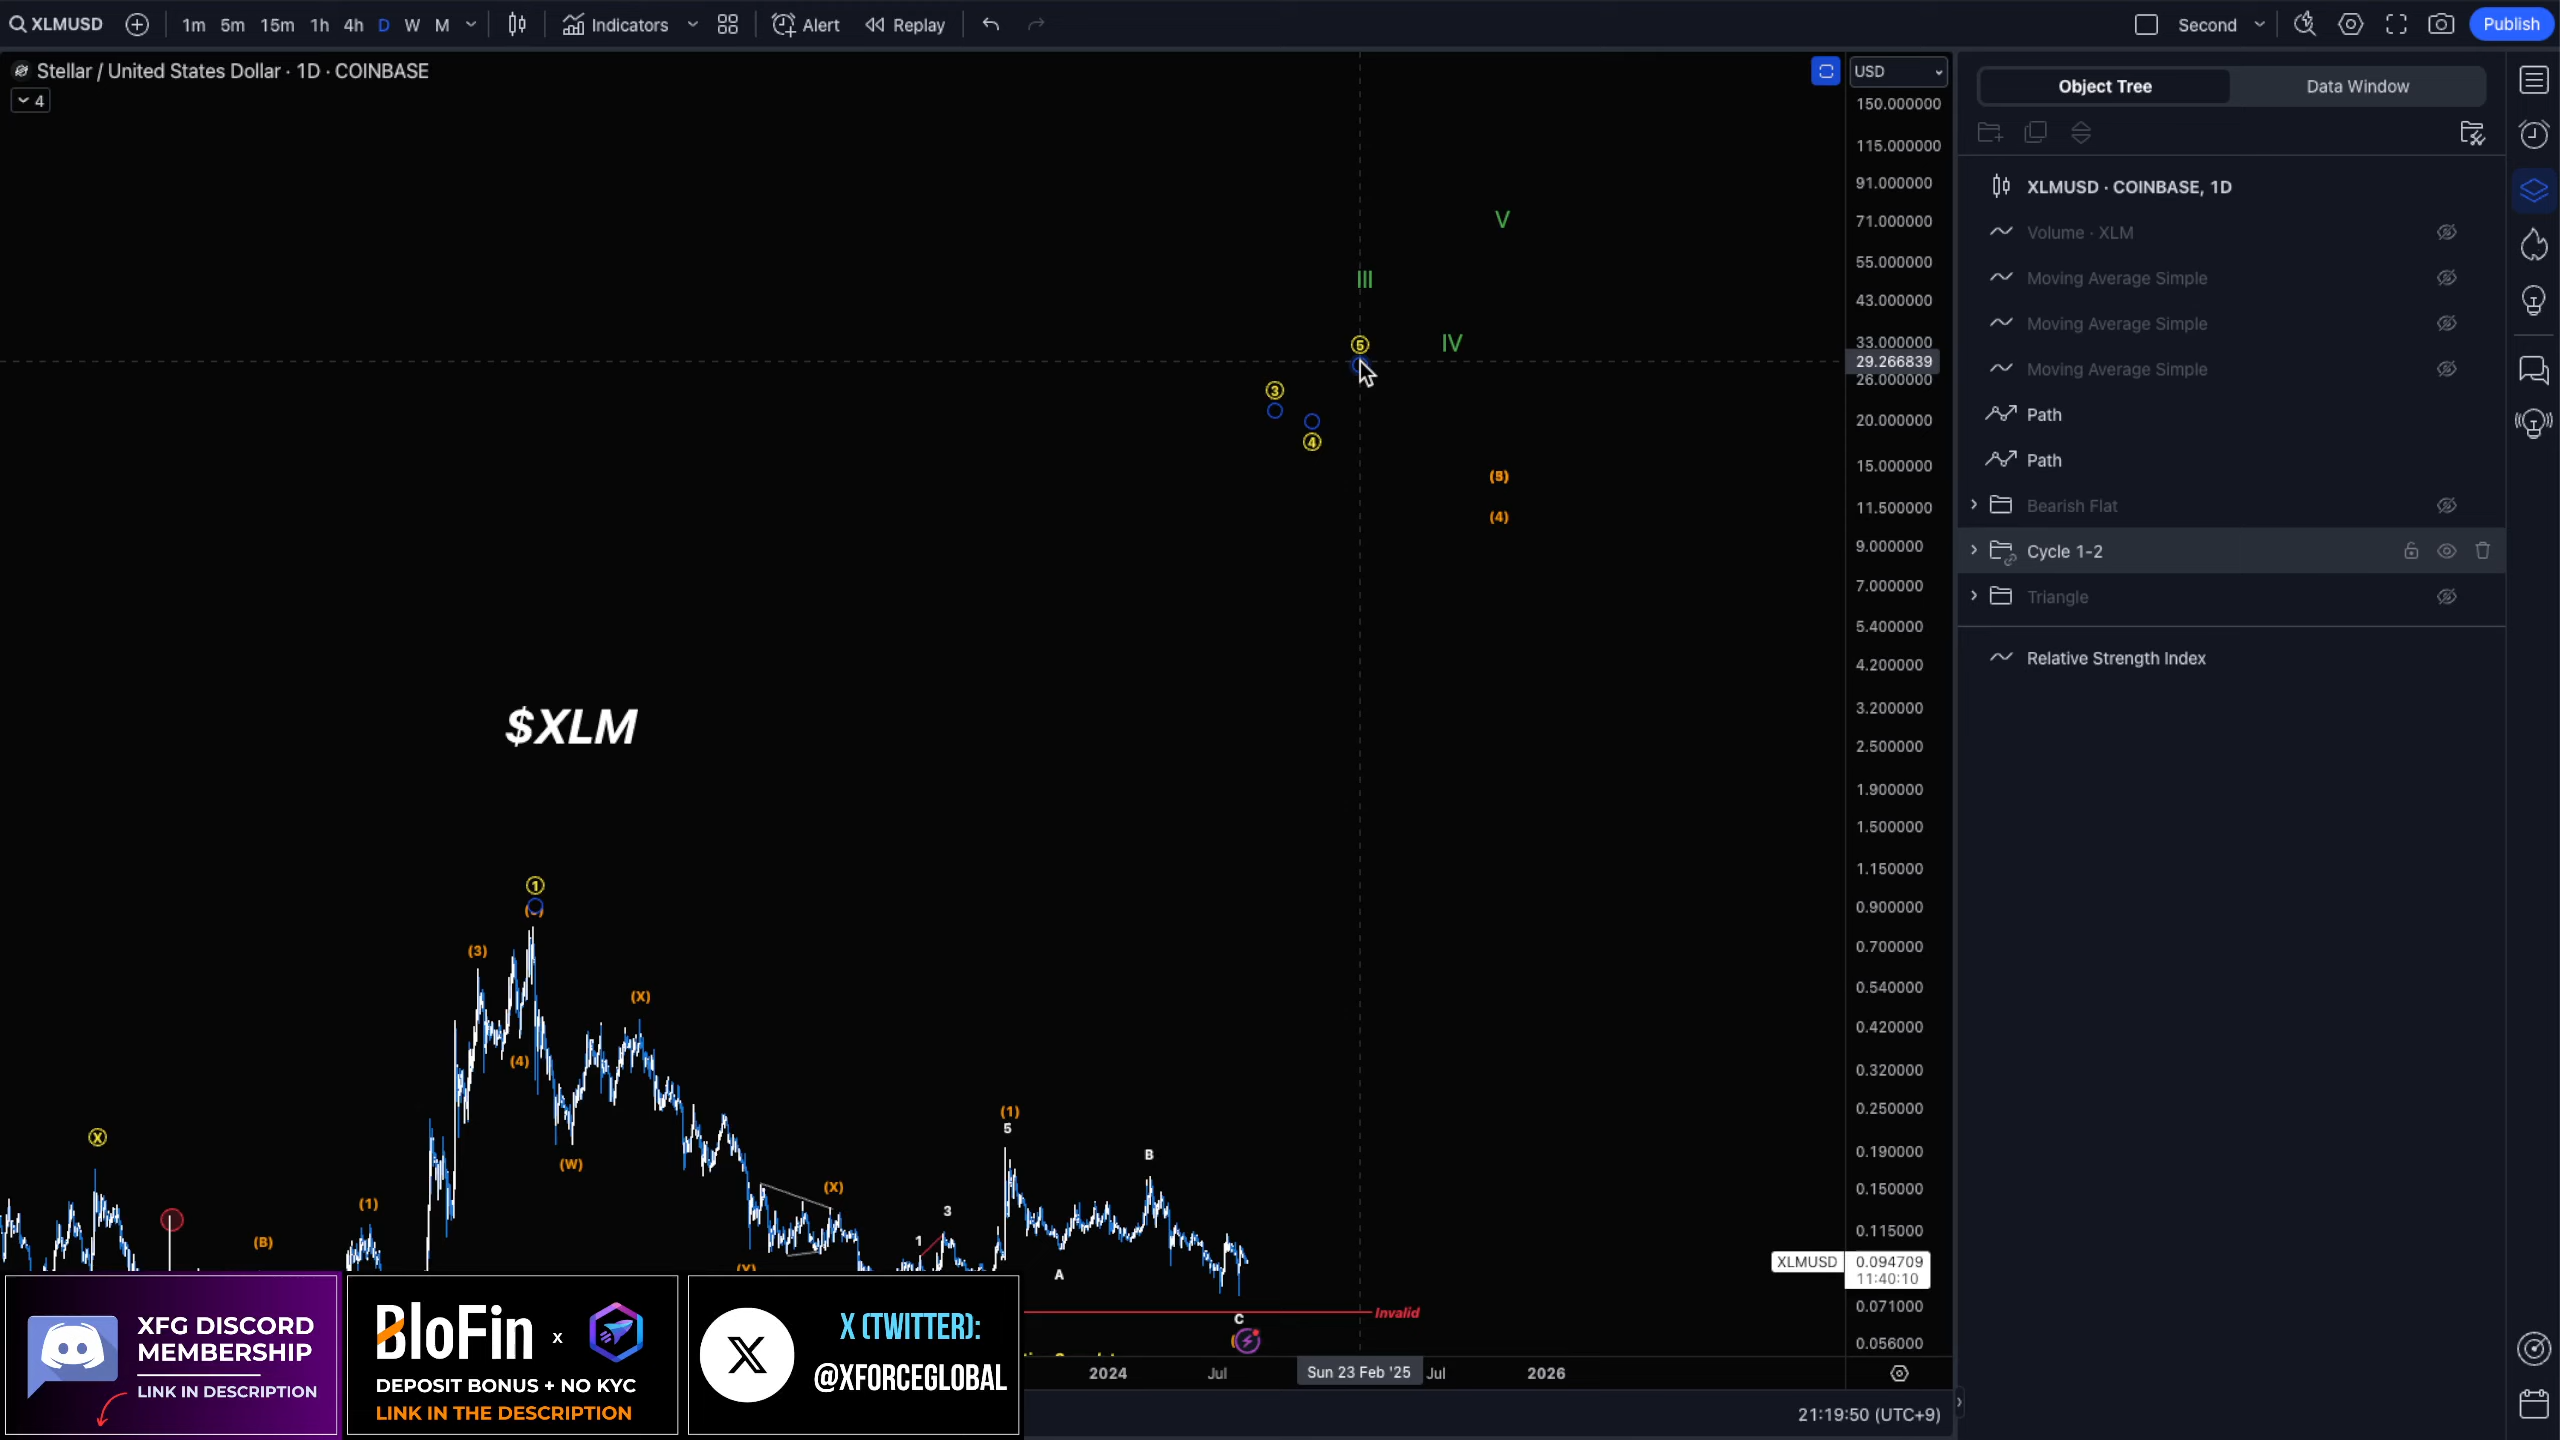 XLMUSD 1m 5m 15m 1h 4h D W M Indicators Alert Replay Second Publish
Stellar / United States Dollar · 1D · COINBASE
4
USD
150.000000
115.000000
91.000000
71.000000
55.000000
43.000000
33.000000
29.266839
26.000000
20.000000
15.000000
11.500000
9.000000
7.000000
5.400000
4.200000
3.200000
2.500000
1.900000
1.500000
1.150000
0.900000
0.700000
0.540000
0.420000
0.320000
0.250000
0.190000
0.150000
0.115000
XLMUSD 0.094709
11:40:10
0.071000
0.056000
V
III
5
IV
3
4
(4)
$XLM
1
(3)
(X)
(4)
(1)
5
X
B
(W)
(X)
(1)
3
1
(B)
A
Invalid
C
2024 Jul Sun 23 Feb '25 Jul 2026
21:19:50 (UTC+9)
Object Tree Data Window
XLMUSD · COINBASE, 1D
Volume · XLM
Moving Average Simple
Moving Average Simple
Moving Average Simple
Path
Path
Bearish Flat
Cycle 1-2
Triangle
Relative Strength Index
XFG DISCORD
MEMBERSHIP
LINK IN DESCRIPTION
BloFin x
DEPOSIT BONUS + NO KYC
LINK IN THE DESCRIPTION
X (TWITTER):
@XFORCEGLOBAL